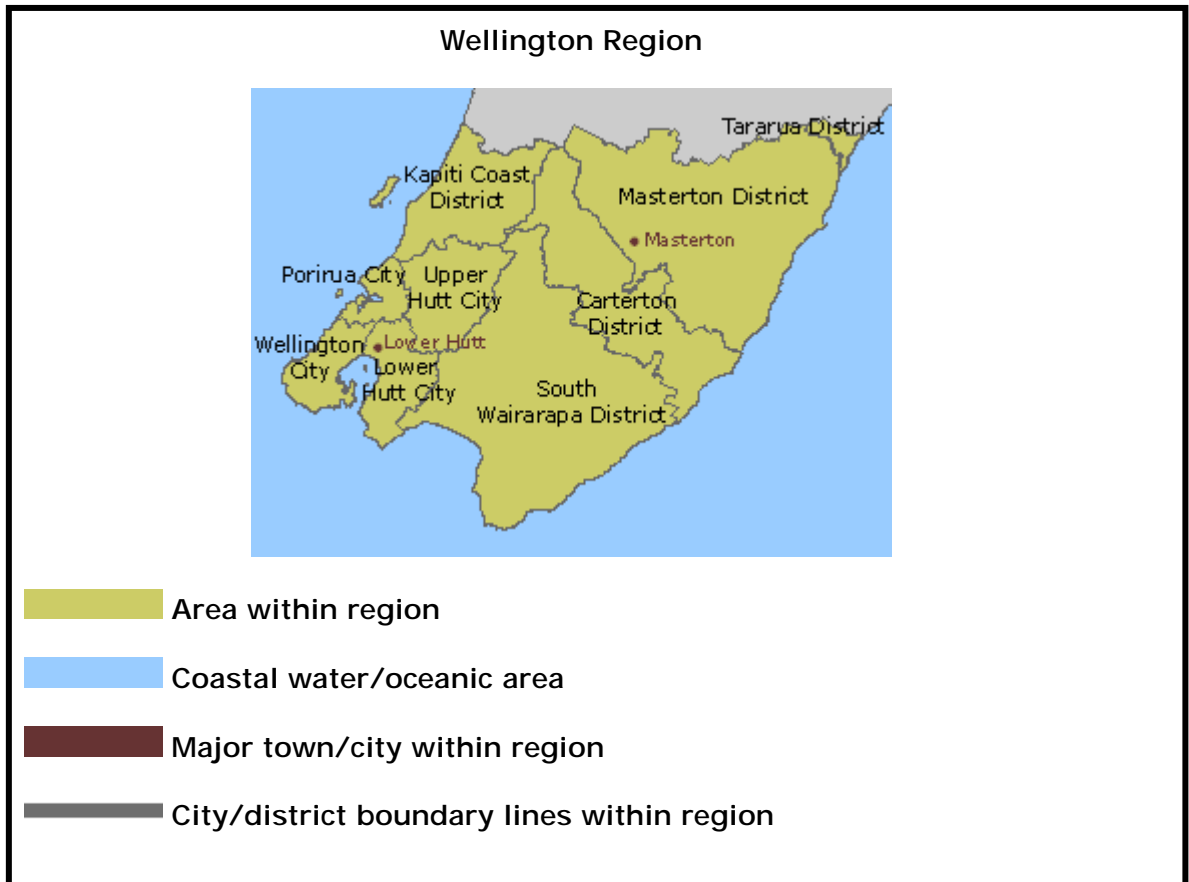 Wellington Region
Tararua District
Kapiti Coast
District
Masterton District
Masterton
Porirua City
Upper
Hutt City
Carterton
District
Wellington
City
Lower Hutt
Lower
Hutt City
South
Wairarapa District
Area within region
Coastal water/oceanic area
Major town/city within region
City/district boundary lines within region